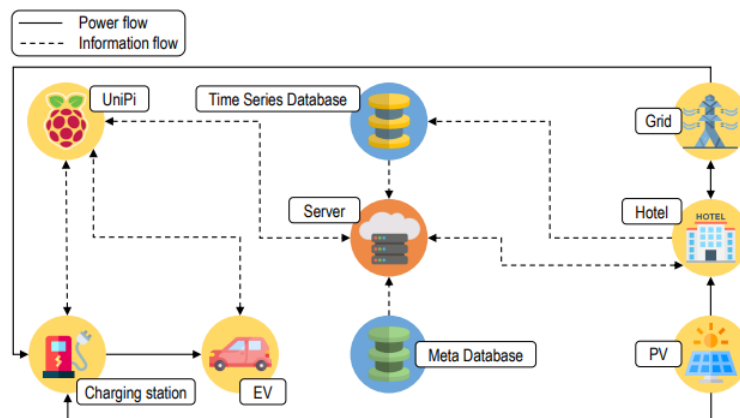 Power flow
Information flow
UniPi
Time Series Database
Grid
Server
Hotel
HOTEL
Charging station
EV
Meta Database
PV